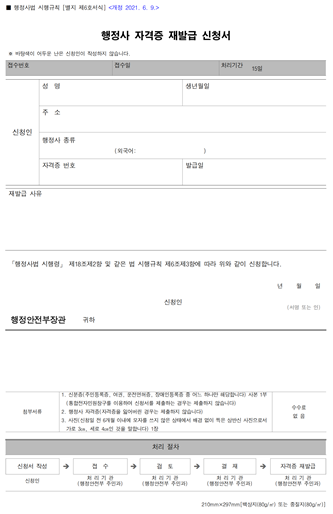 ■ 행정사법 시행규칙 [별지 제6호서식] <개정 2021. 6. 9.>
행정사 자격증 재발급 신청서
※ 바탕색이 어두운 난은 신청인이 작성하지 않습니다.
접수번호 접수일 처리기간 15일
신청인
성 명 생년월일
주 소
행정사 종류
(외국어: )
자격증 번호 발급일
재발급 사유
「행정사법 시행령」 제18조제2항 및 같은 법 시행규칙 제6조제3항에 따라 위와 같이 신청합니다.
년 월 일
신청인
(서명 또는 인)
행정안전부장관 귀하
첨부서류
1. 신분증(주민등록증, 여권, 운전면허증, 장애인등록증 중 어느 하나만 해당합니다) 사본 1부
(통합전자민원창구를 이용하여 신청서를 제출하는 경우는 제출하지 않습니다)
2. 행정사 자격증(자격증을 잃어버린 경우는 제출하지 않습니다)
3. 사진(신청일 전 6개월 이내에 모자를 쓰지 않은 상태에서 배경 없이 찍은 상반신 사진으로서
가로 3㎝, 세로 4㎝인 것을 말합니다) 1장
수수료
없 음
처리 절차
신청서 작성 ➔ 접 수 ➔ 검 토 ➔ 결 재 ➔ 자격증 재발급
신청인
처 리 기 관
(행정안전부 주민과)
처 리 기 관
(행정안전부 주민과)
처 리 기 관
(행정안전부 주민과)
처 리 기 관
(행정안전부 주민과)
210mm×297mm[백상지(80g/㎡) 또는 중질지(80g/㎡)]